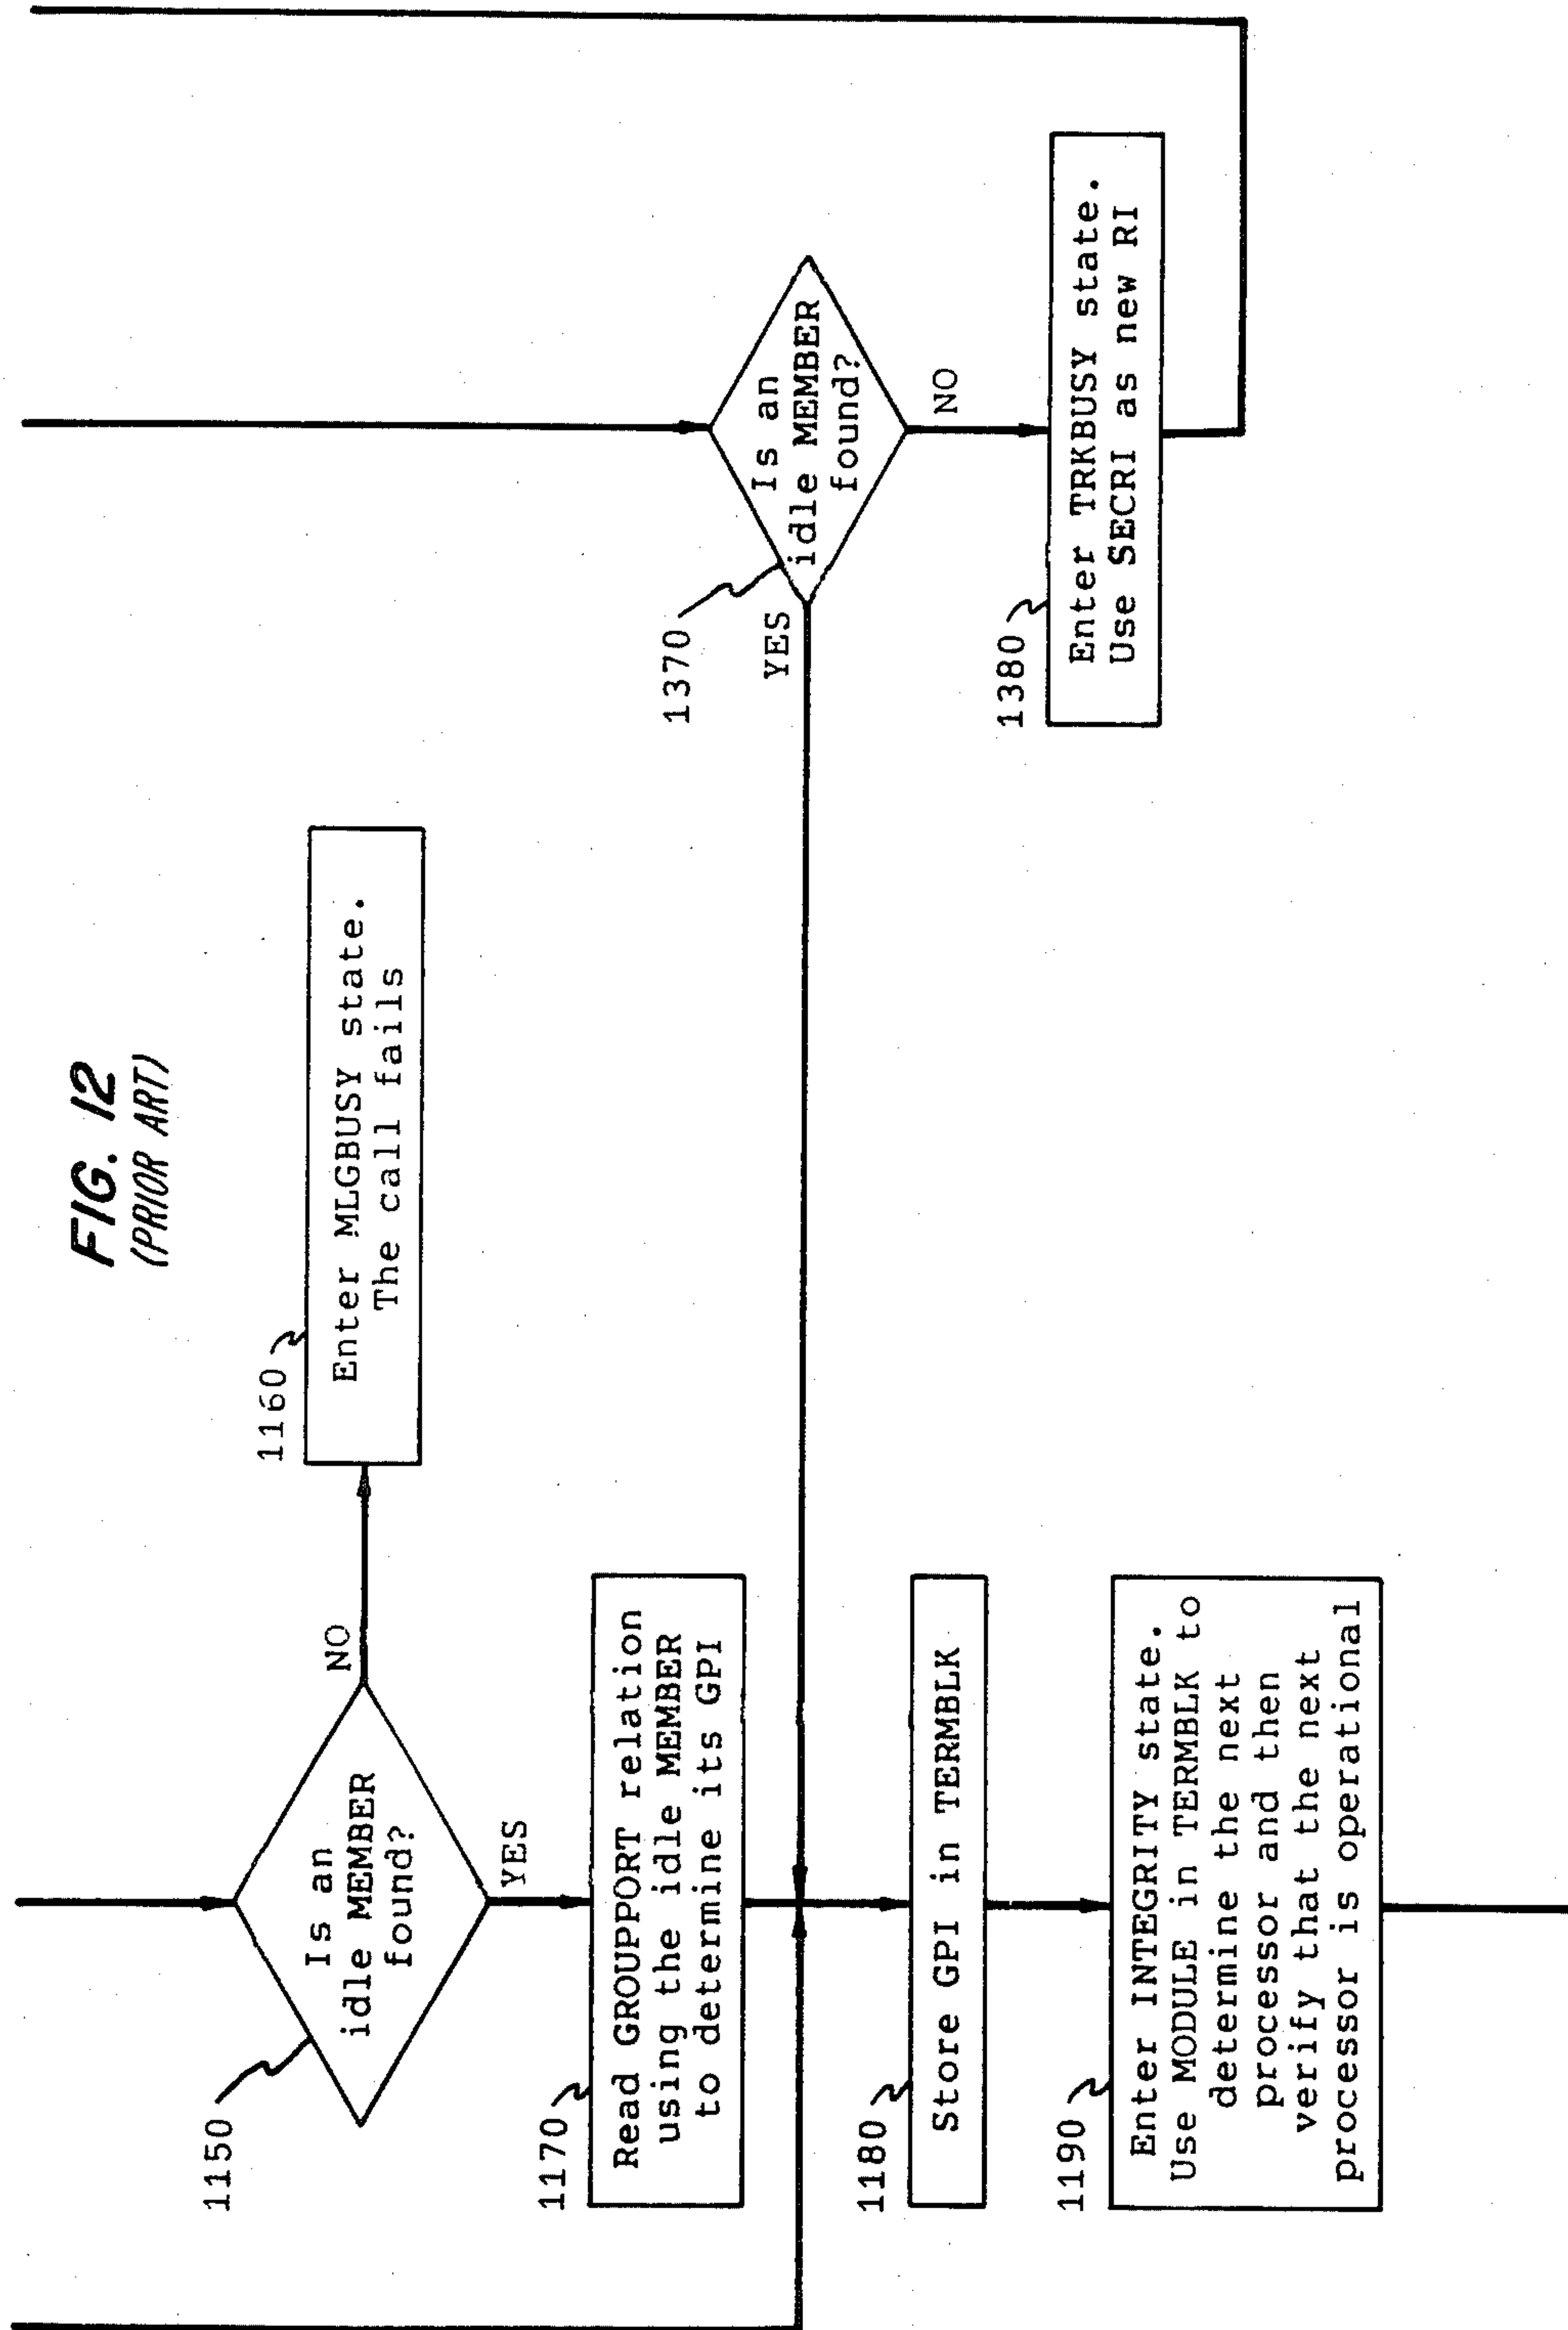 FIG. 12
(PRIOR ART)
1150
Is an
idle MEMBER
found?
NO
YES
1160
Enter MLGBUSY state.
The call fails
1170
Read GROUPPORT relation
using the idle MEMBER
to determine its GPI
1180
Store GPI in TERMBLK
1190
Enter INTEGRITY state.
Use MODULE in TERMBLK to
determine the next
processor and then
verify that the next
processor is operational
1370
Is an
idle MEMBER
found?
YES
NO
1380
Enter TRKBUSY state.
Use SECRI as new RI